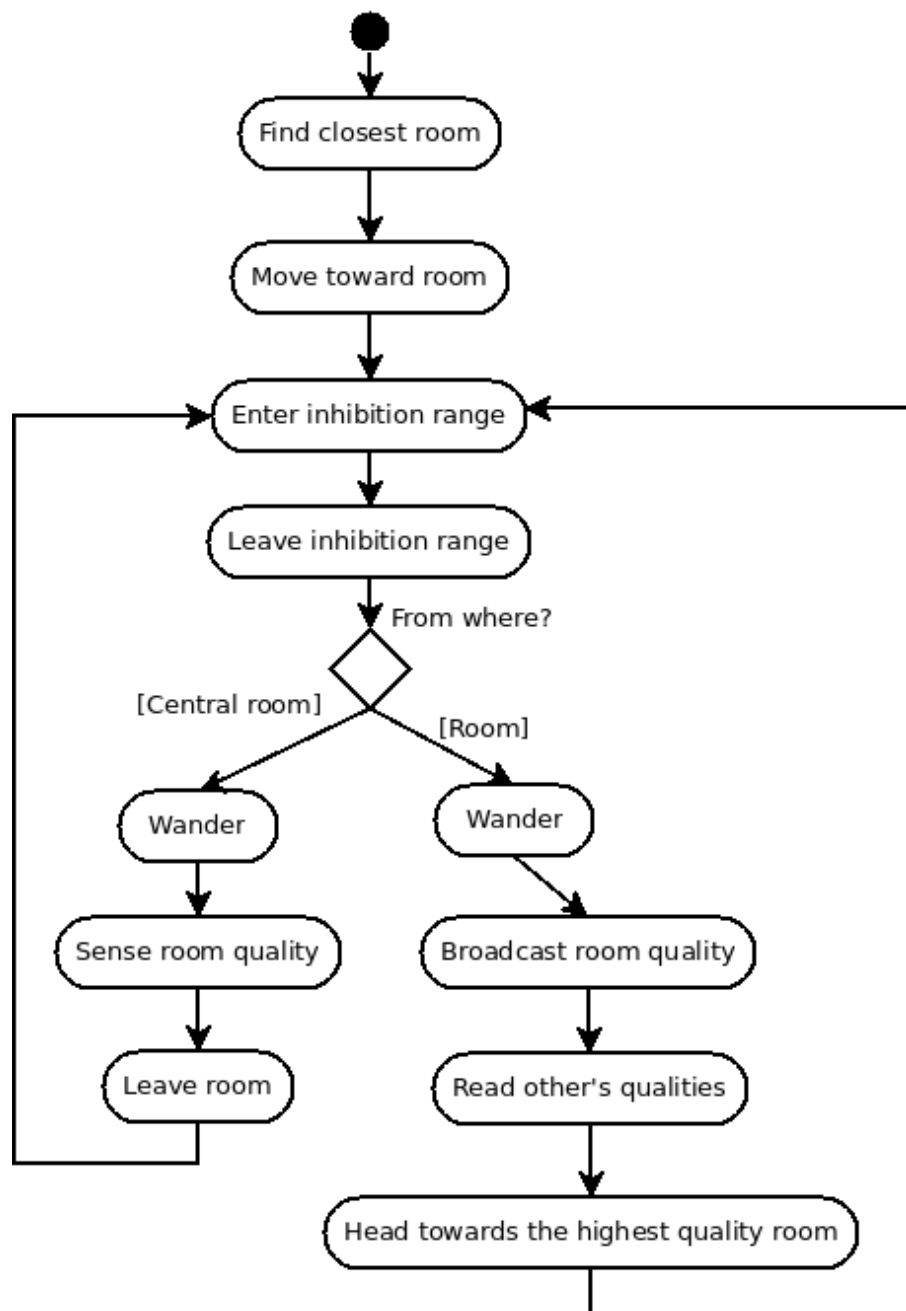 Find closest room
Move toward room
Enter inhibition range
Leave inhibition range
From where?
[Central room]
[Room]
Wander
Wander
Sense room quality
Broadcast room quality
Leave room
Read other's qualities
Head towards the highest quality room